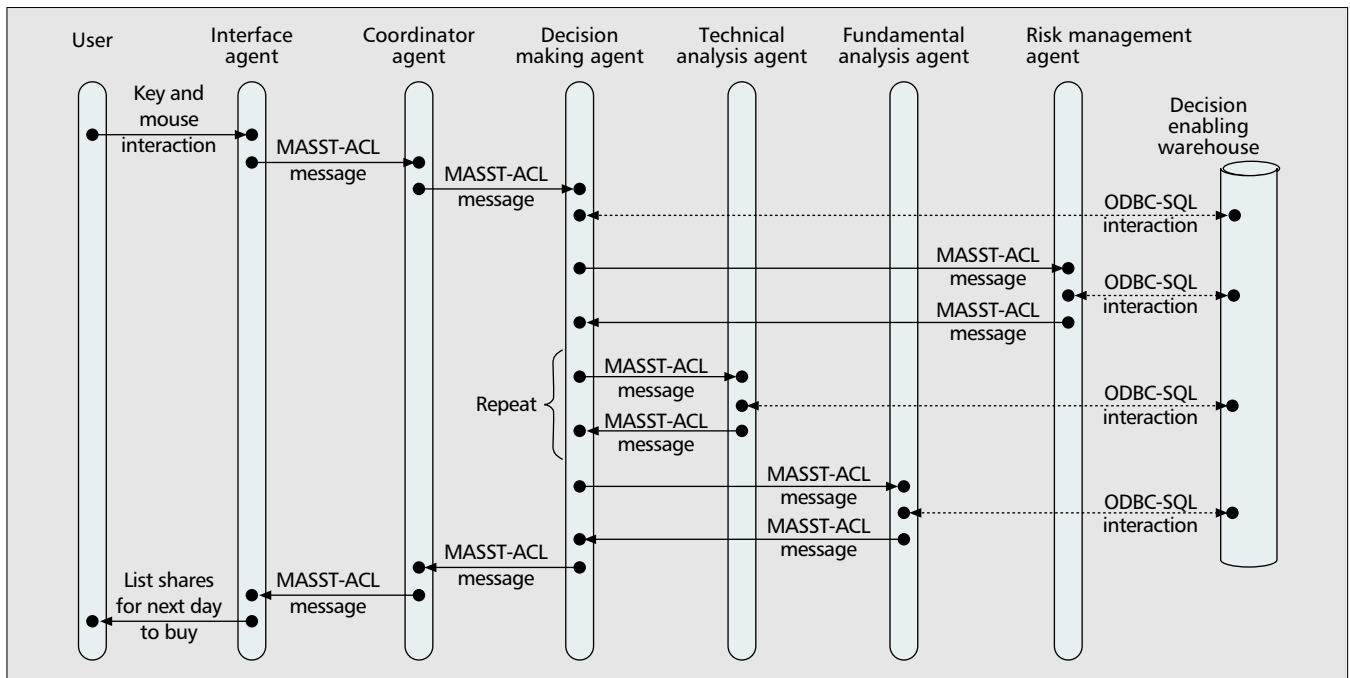 User
Interface
agent
Coordinator
agent
Decision
making agent
Technical
analysis agent
Fundamental
analysis agent
Risk management
agent
Decision
enabling
warehouse
Key and
mouse
interaction
MASST-ACL
message
MASST-ACL
message
ODBC-SQL
interaction
MASST-ACL
message
ODBC-SQL
interaction
MASST-ACL
message
Repeat
MASST-ACL
message
ODBC-SQL
interaction
MASST-ACL
message
MASST-ACL
message
ODBC-SQL
interaction
MASST-ACL
message
MASST-ACL
message
MASST-ACL
message
List shares
for next day
to buy